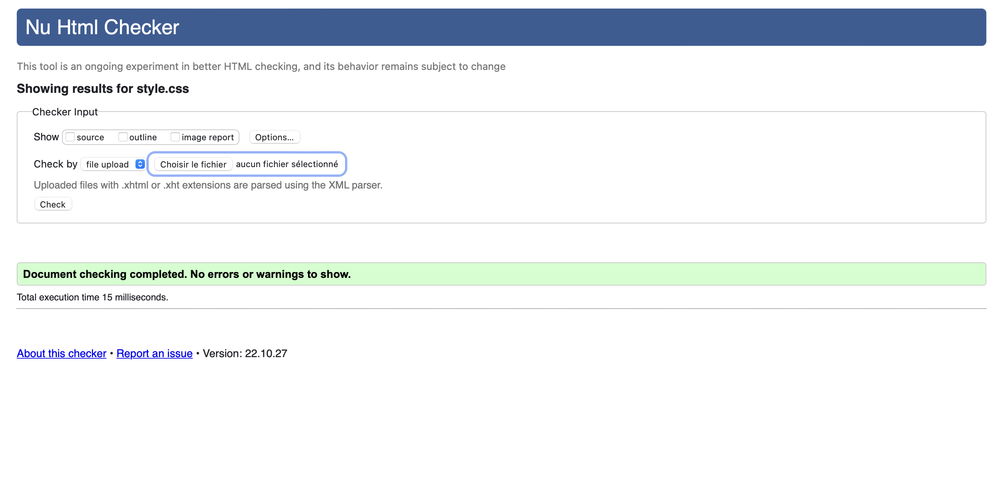 Nu Html Checker
This tool is an ongoing experiment in better HTML checking, and its behavior remains subject to change
Showing results for style.css
Checker Input
Show source outline image report Options...
Check by file upload Choisir le fichier aucun fichier sélectionné
Uploaded files with .xhtml or .xht extensions are parsed using the XML parser.
Check
Document checking completed. No errors or warnings to show.
Total execution time 15 milliseconds.
About this checker • Report an issue • Version: 22.10.27